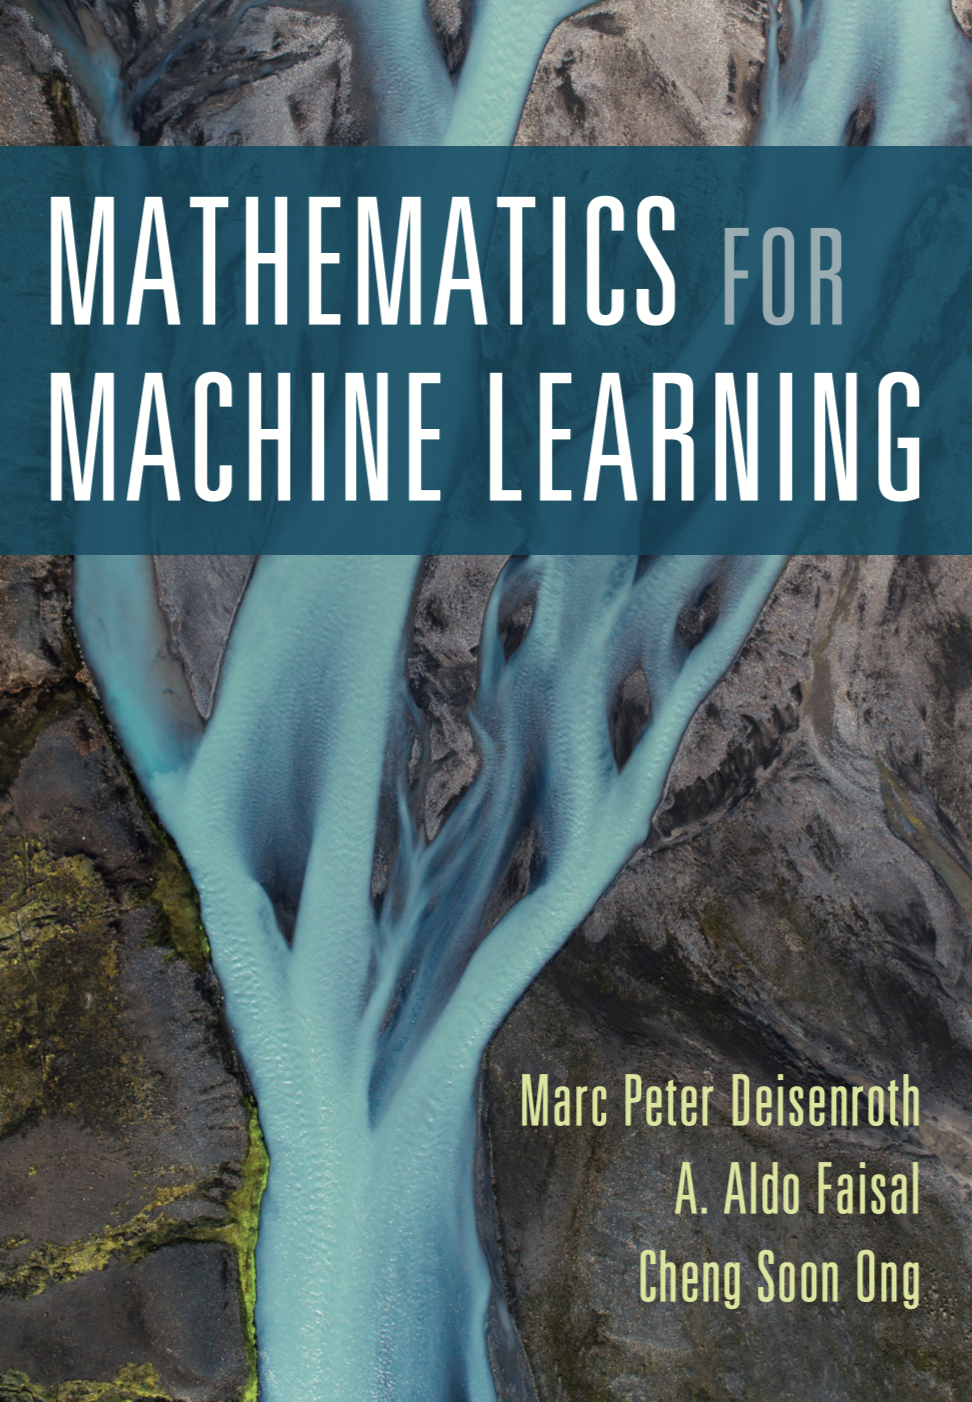 MATHEMATICS FOR
MACHINE LEARNING
Marc Peter Deisenroth
A. Aldo Faisal
Cheng Soon Ong